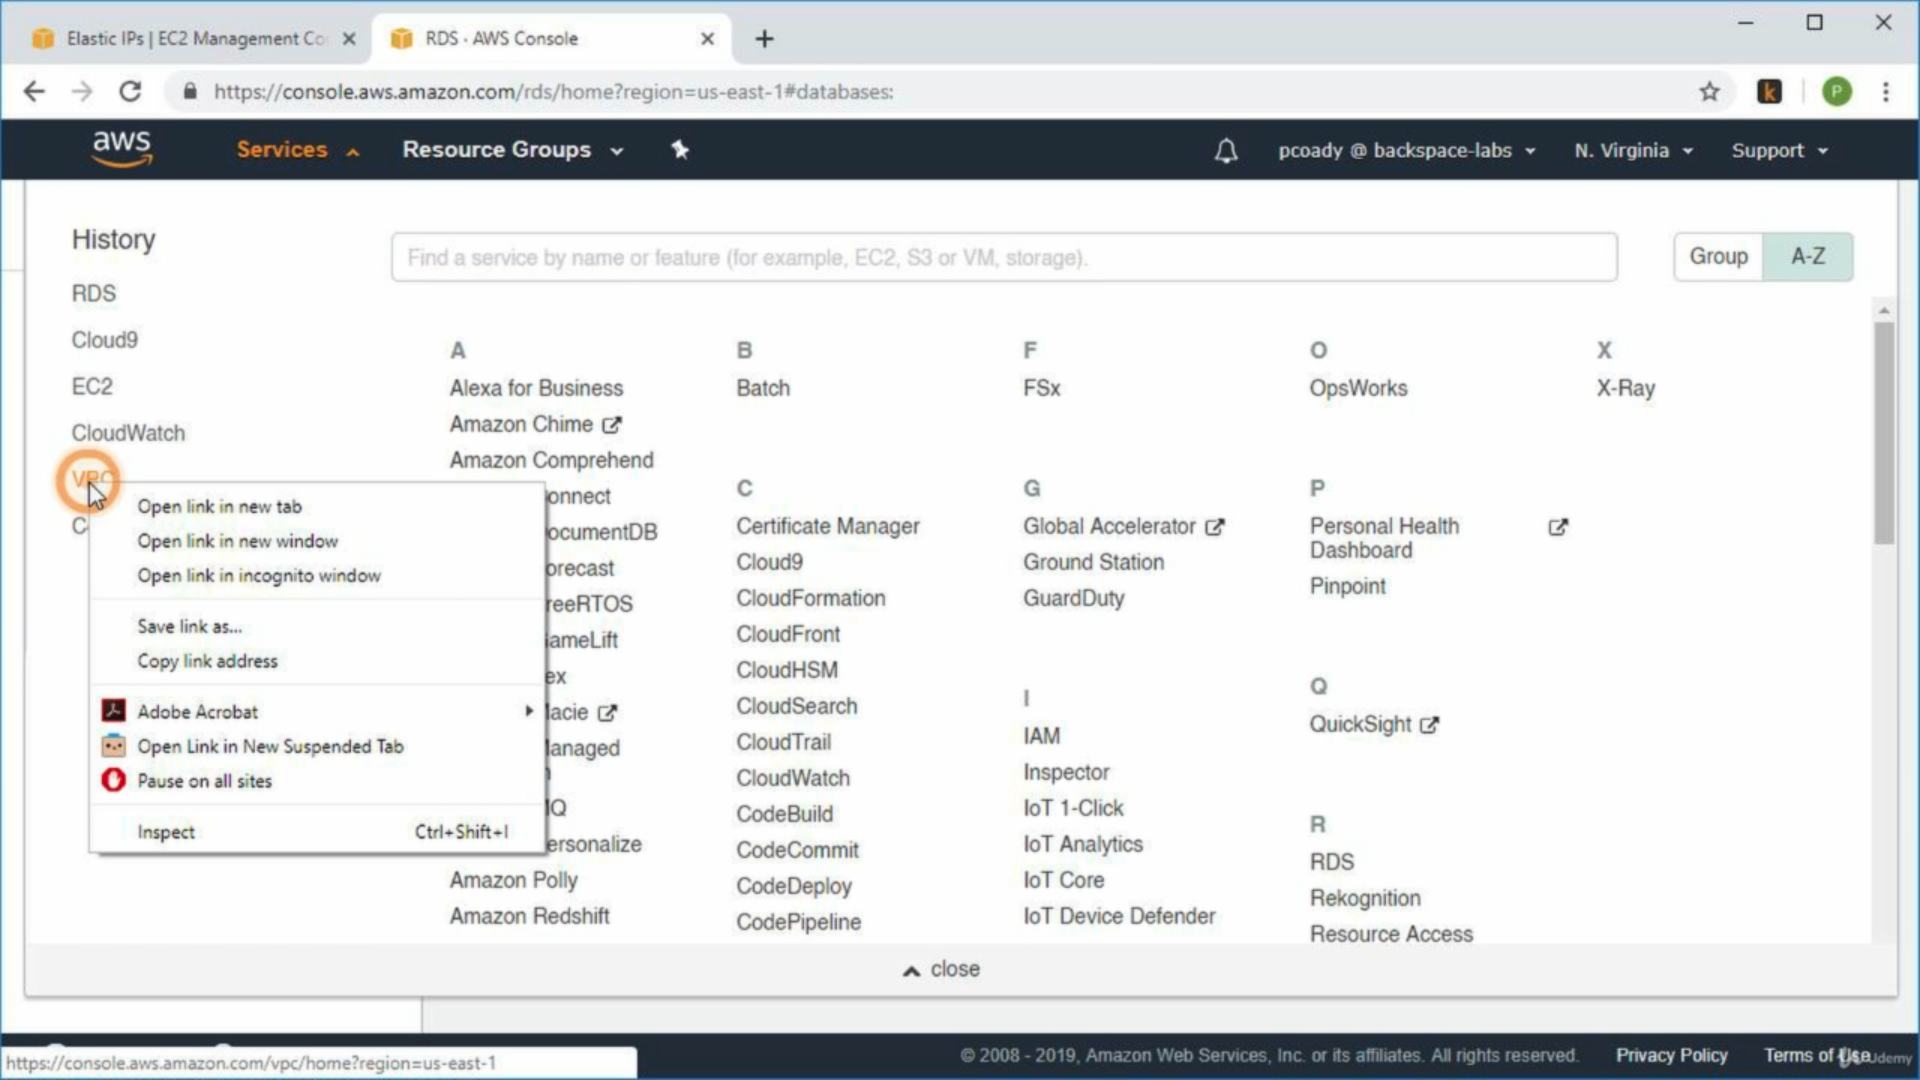 Elastic IPs | EC2 Management Co
RDS · AWS Console
https://console.aws.amazon.com/rds/home?region=us-east-1#databases:
k
P
aws
Services
Resource Groups
pcoady @ backspace-labs
N. Virginia
Support
History
Find a service by name or feature (for example, EC2, S3 or VM, storage).
Group
A-Z
RDS
Cloud9
EC2
CloudWatch
VPC
C
Open link in new tab
Open link in new window
Open link in incognito window
Save link as...
Copy link address
Adobe Acrobat
Open Link in New Suspended Tab
Pause on all sites
Inspect Ctrl+Shift+I
A
Alexa for Business
Amazon Chime
Amazon Comprehend
onnect
ocumentDB
orecast
reeRTOS
ameLift
ex
acie
anaged
Q
ersonalize
Amazon Polly
Amazon Redshift
B
Batch
C
Certificate Manager
Cloud9
CloudFormation
CloudFront
CloudHSM
CloudSearch
CloudTrail
CloudWatch
CodeBuild
CodeCommit
CodeDeploy
CodePipeline
F
FSx
G
Global Accelerator
Ground Station
GuardDuty
I
IAM
Inspector
IoT 1-Click
IoT Analytics
IoT Core
IoT Device Defender
O
OpsWorks
P
Personal Health
Dashboard
Pinpoint
Q
QuickSight
R
RDS
Rekognition
Resource Access
X
X-Ray
close
https://console.aws.amazon.com/vpc/home?region=us-east-1
© 2008 - 2019, Amazon Web Services, Inc. or its affiliates. All rights reserved.
Privacy Policy
Terms of Use
Udemy